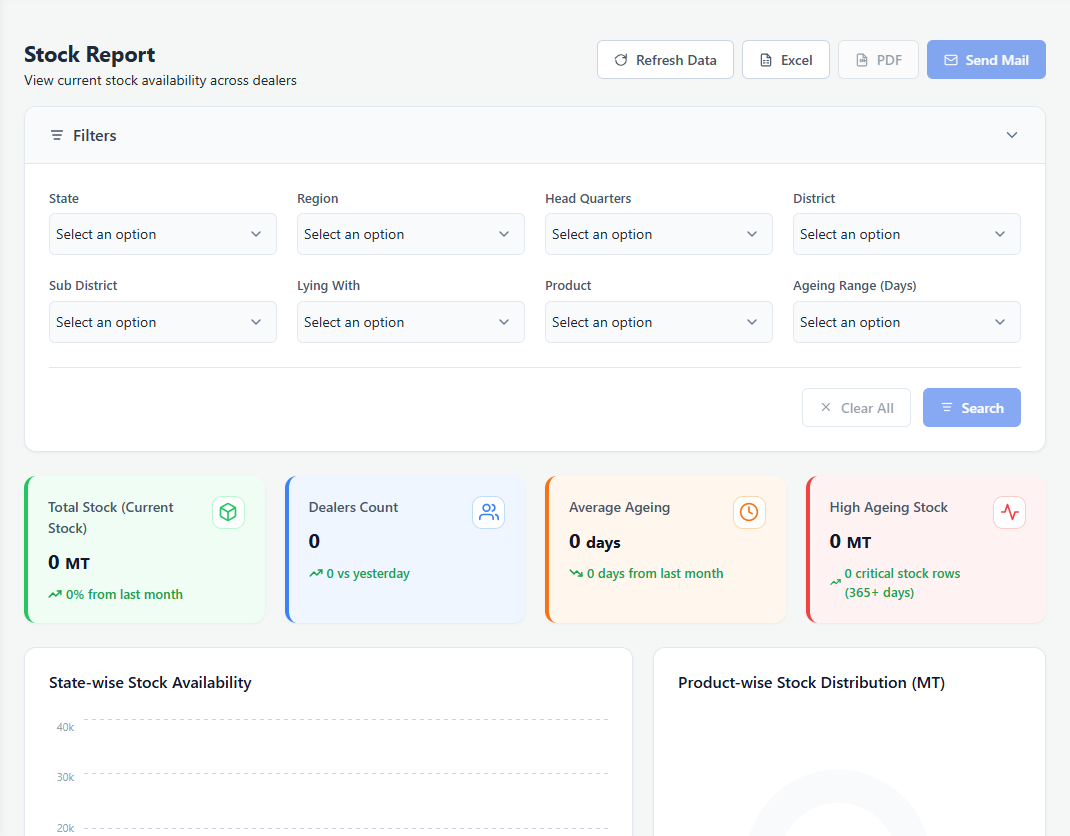 Stock Report
View current stock availability across dealers
Refresh Data
Excel
PDF
Send Mail
Filters
State
Region
Head Quarters
District
Select an option
Select an option
Select an option
Select an option
Sub District
Lying With
Product
Ageing Range (Days)
Select an option
Select an option
Select an option
Select an option
Clear All
Search
Total Stock (Current
Stock)
0 MT
0% from last month
Dealers Count
0
0 vs yesterday
Average Ageing
0 days
0 days from last month
High Ageing Stock
0 MT
0 critical stock rows
(365+ days)
State-wise Stock Availability
40k
30k
20k
Product-wise Stock Distribution (MT)